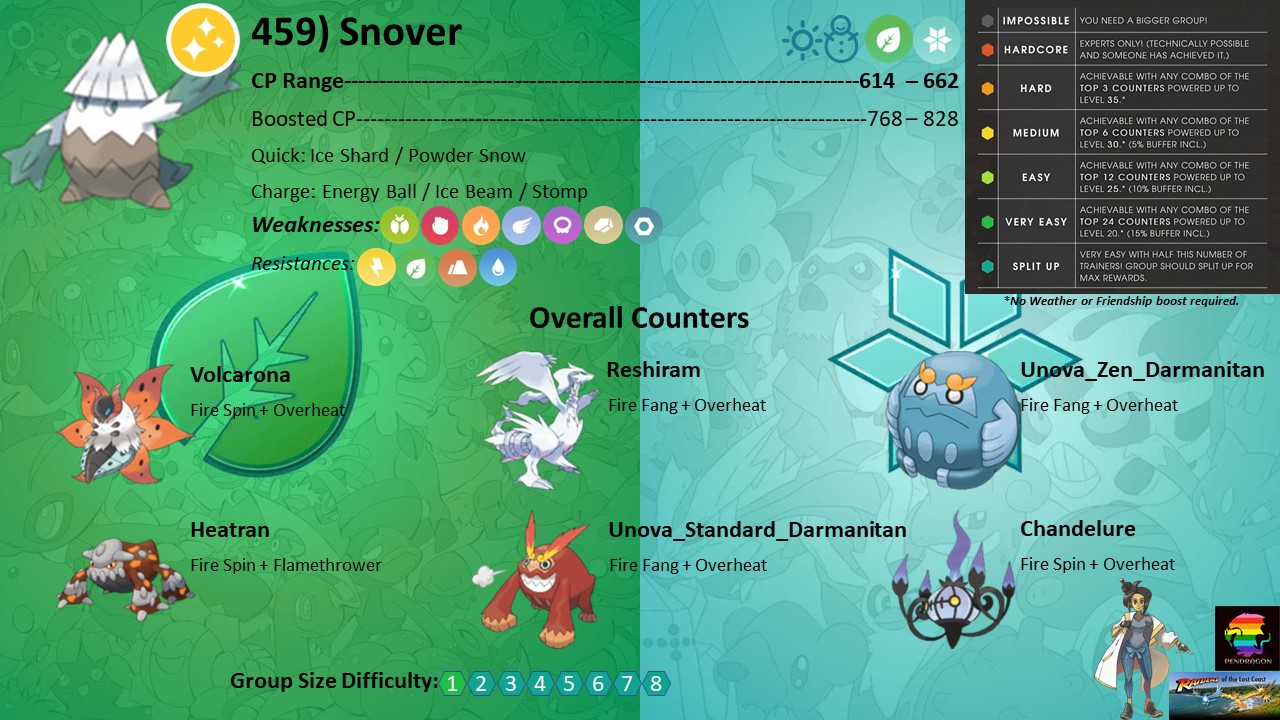 459) Snover
CP Range------------------------------------------------------------------------------------614 – 662
Boosted CP-----------------------------------------------------------------------------------768 – 828
Quick: Ice Shard / Powder Snow
Charge: Energy Ball / Ice Beam / Stomp
Weaknesses:
Resistances:
IMPOSSIBLE YOU NEED A BIGGER GROUP!
HARDCORE EXPERTS ONLY! (TECHNICALLY POSSIBLE
AND SOMEONE HAS ACHIEVED IT.)
HARD ACHIEVABLE WITH ANY COMBO OF THE
TOP 3 COUNTERS POWERED UP TO
LEVEL 35.*
MEDIUM ACHIEVABLE WITH ANY COMBO OF THE
TOP 6 COUNTERS POWERED UP TO
LEVEL 30.* (5% BUFFER INCL.)
EASY ACHIEVABLE WITH ANY COMBO OF THE
TOP 12 COUNTERS POWERED UP TO
LEVEL 25.* (10% BUFFER INCL.)
VERY EASY ACHIEVABLE WITH ANY COMBO OF THE
TOP 24 COUNTERS POWERED UP TO
LEVEL 20.* (15% BUFFER INCL.)
SPLIT UP VERY EASY WITH HALF THIS NUMBER OF
TRAINERS! GROUP SHOULD SPLIT UP FOR
MAX REWARDS.
*No Weather or Friendship boost required.
Overall Counters
Volcarona
Fire Spin + Overheat
Reshiram
Fire Fang + Overheat
Unova_Zen_Darmanitan
Fire Fang + Overheat
Heatran
Fire Spin + Flamethrower
Unova_Standard_Darmanitan
Fire Fang + Overheat
Chandelure
Fire Spin + Overheat
Group Size Difficulty: 1 2 3 4 5 6 7 8
PENDRAGON
RAIDERS of the Lost Coast